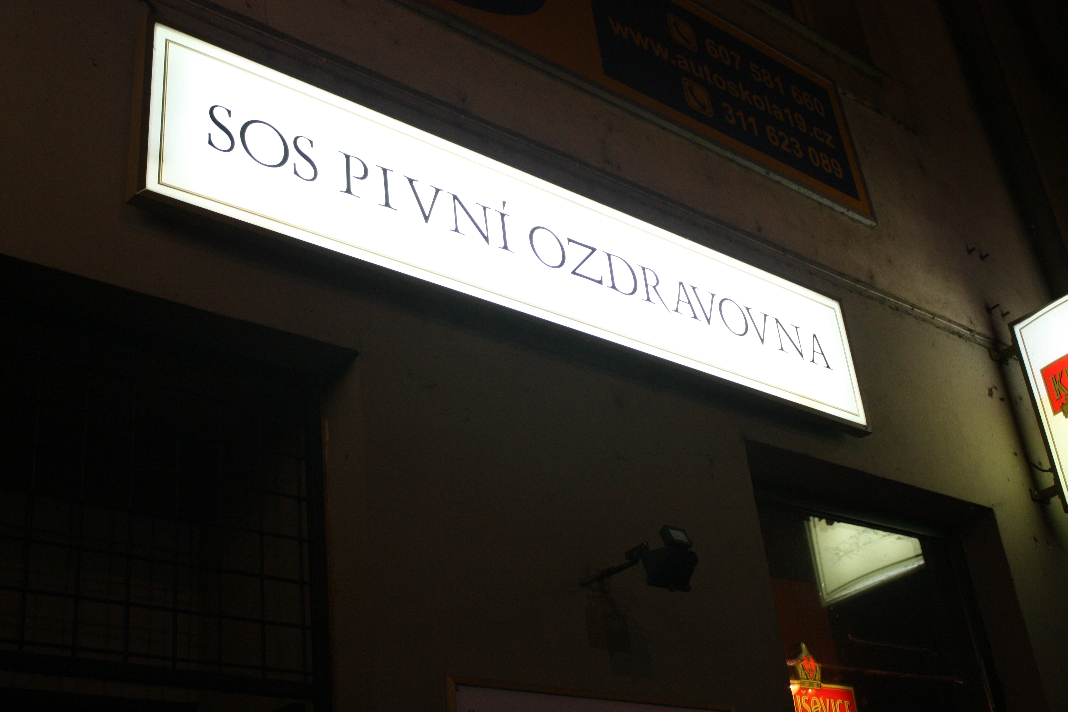 607 581 660
www.autoskola19.cz
311 623 089
SOS PIVNÍ OZDRAVOVNA